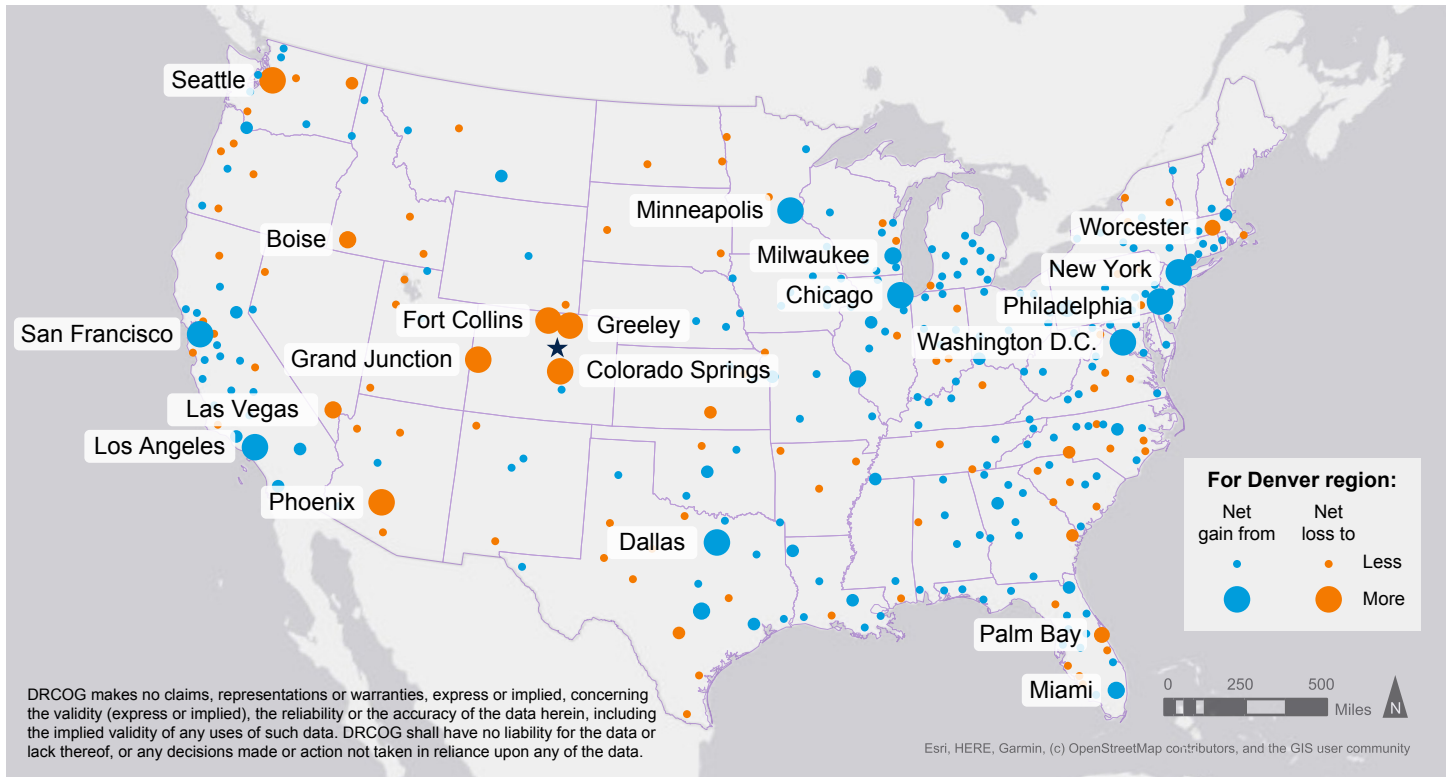 Seattle
Minneapolis
Boise
Worcester
Milwaukee
New York
Chicago
Philadelphia
Fort Collins
Greeley
San Francisco
Washington D.C.
Grand Junction
Colorado Springs
Las Vegas
Los Angeles
Phoenix
Dallas
For Denver region:
Net
gain from
Net
loss to
Less
More
Palm Bay
Miami
0 250 500
Miles
N
DRCOG makes no claims, representations or warranties, express or implied, concerning
the validity (express or implied), the reliability or the accuracy of the data herein, including
the implied validity of any uses of such data. DRCOG shall have no liability for the data or
lack thereof, or any decisions made or action not taken in reliance upon any of the data.
Esri, HERE, Garmin, (c) OpenStreetMap contributors, and the GIS user community